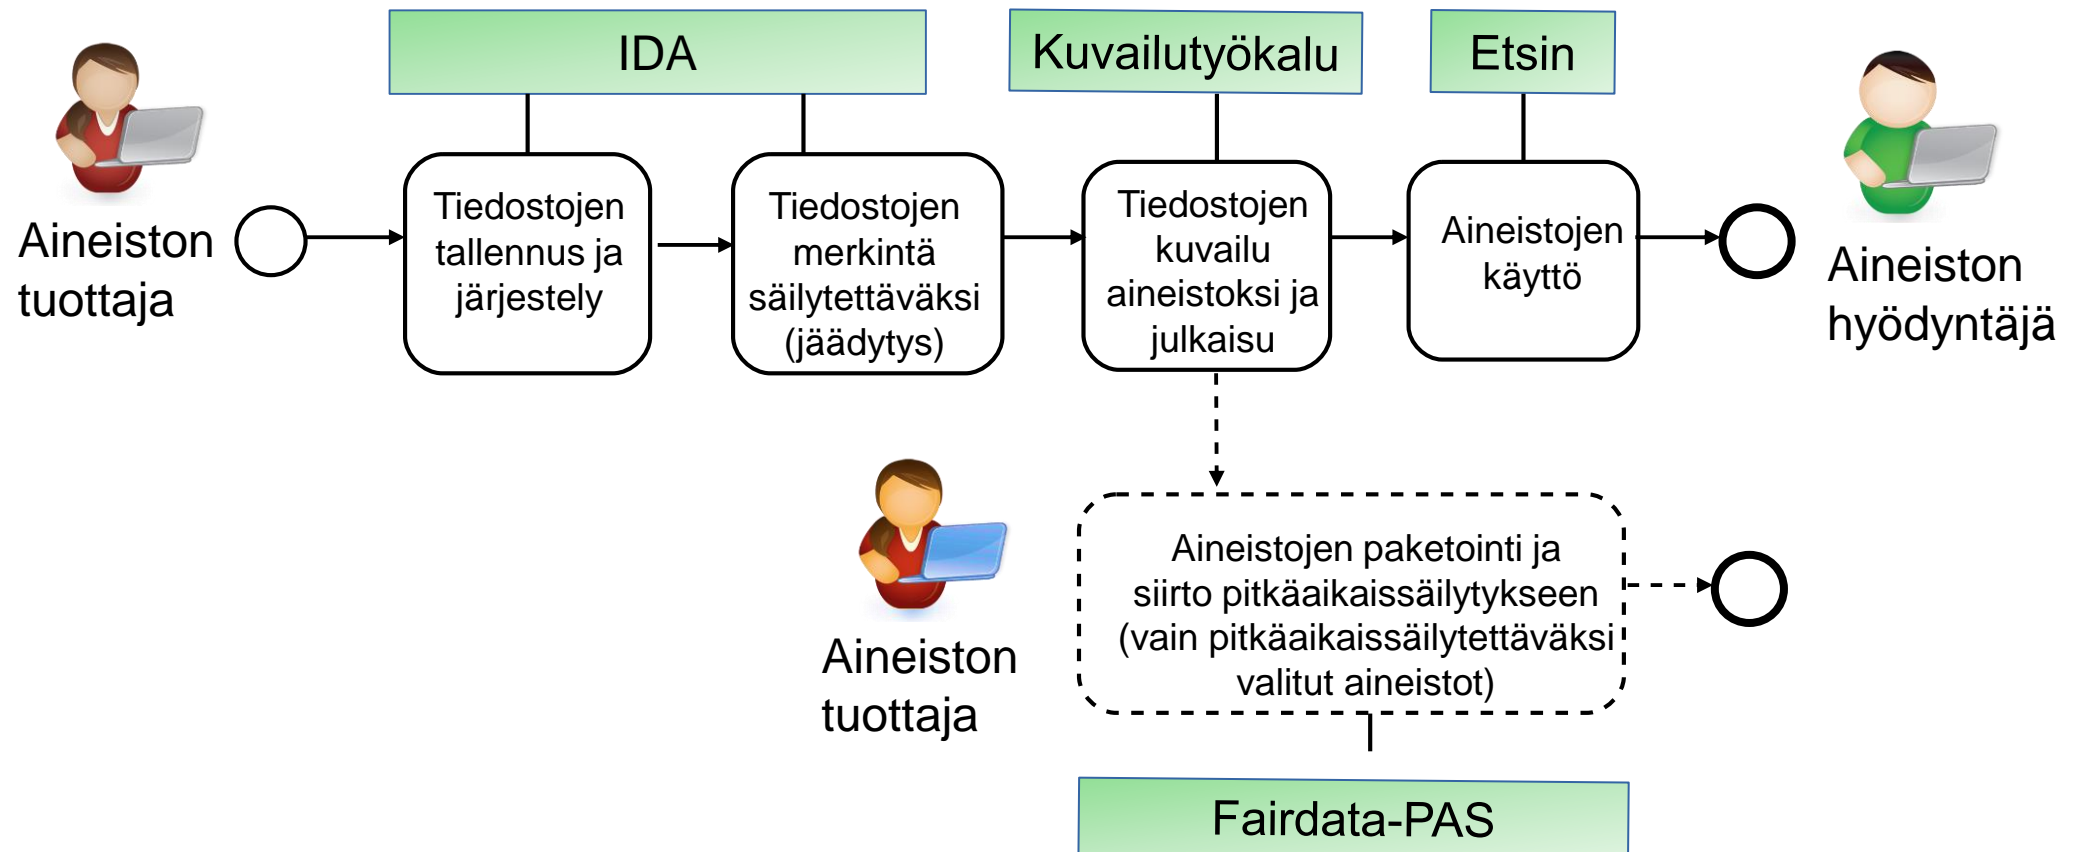 IDA
Kuvailutyökalu
Etsin
Aineiston
tuottaja
Tiedostojen
tallennus ja
järjestely
Tiedostojen
merkintä
säilytettäväksi
(jäädytys)
Tiedostojen
kuvailu
aineistoksi ja
julkaisu
Aineistojen
käyttö
Aineiston
hyödyntäjä
Aineiston
tuottaja
Aineistojen paketointi ja
siirto pitkäaikaissäilytykseen
(vain pitkäaikaissäilytettäväksi
valitut aineistot)
Fairdata-PAS